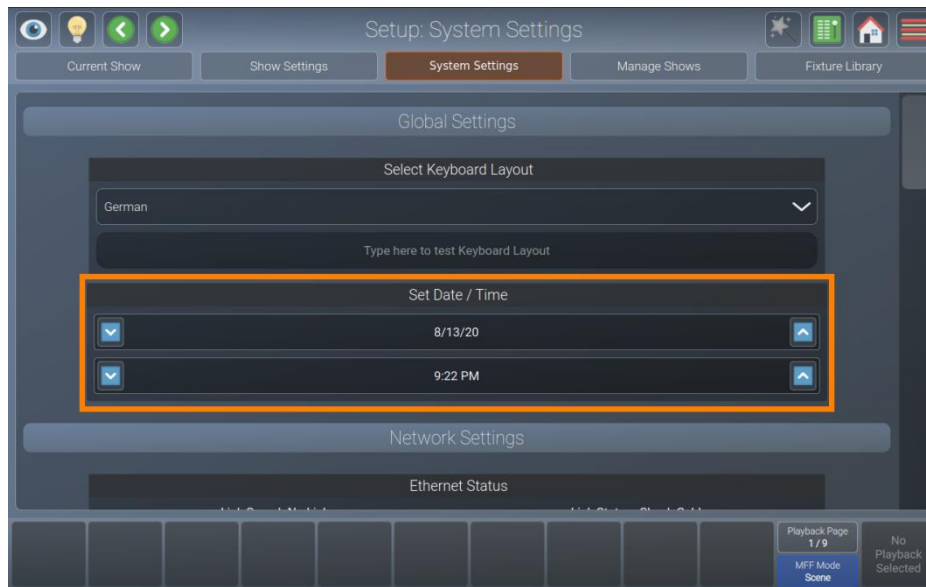 Setup: System Settings
Current Show
Show Settings
System Settings
Manage Shows
Fixture Library
Global Settings
Select Keyboard Layout
German
Type here to test Keyboard Layout
Set Date / Time
8/13/20
9:22 PM
Network Settings
Ethernet Status
Playback Page
1 / 9
MFF Mode
Scene
No
Playback
Selected